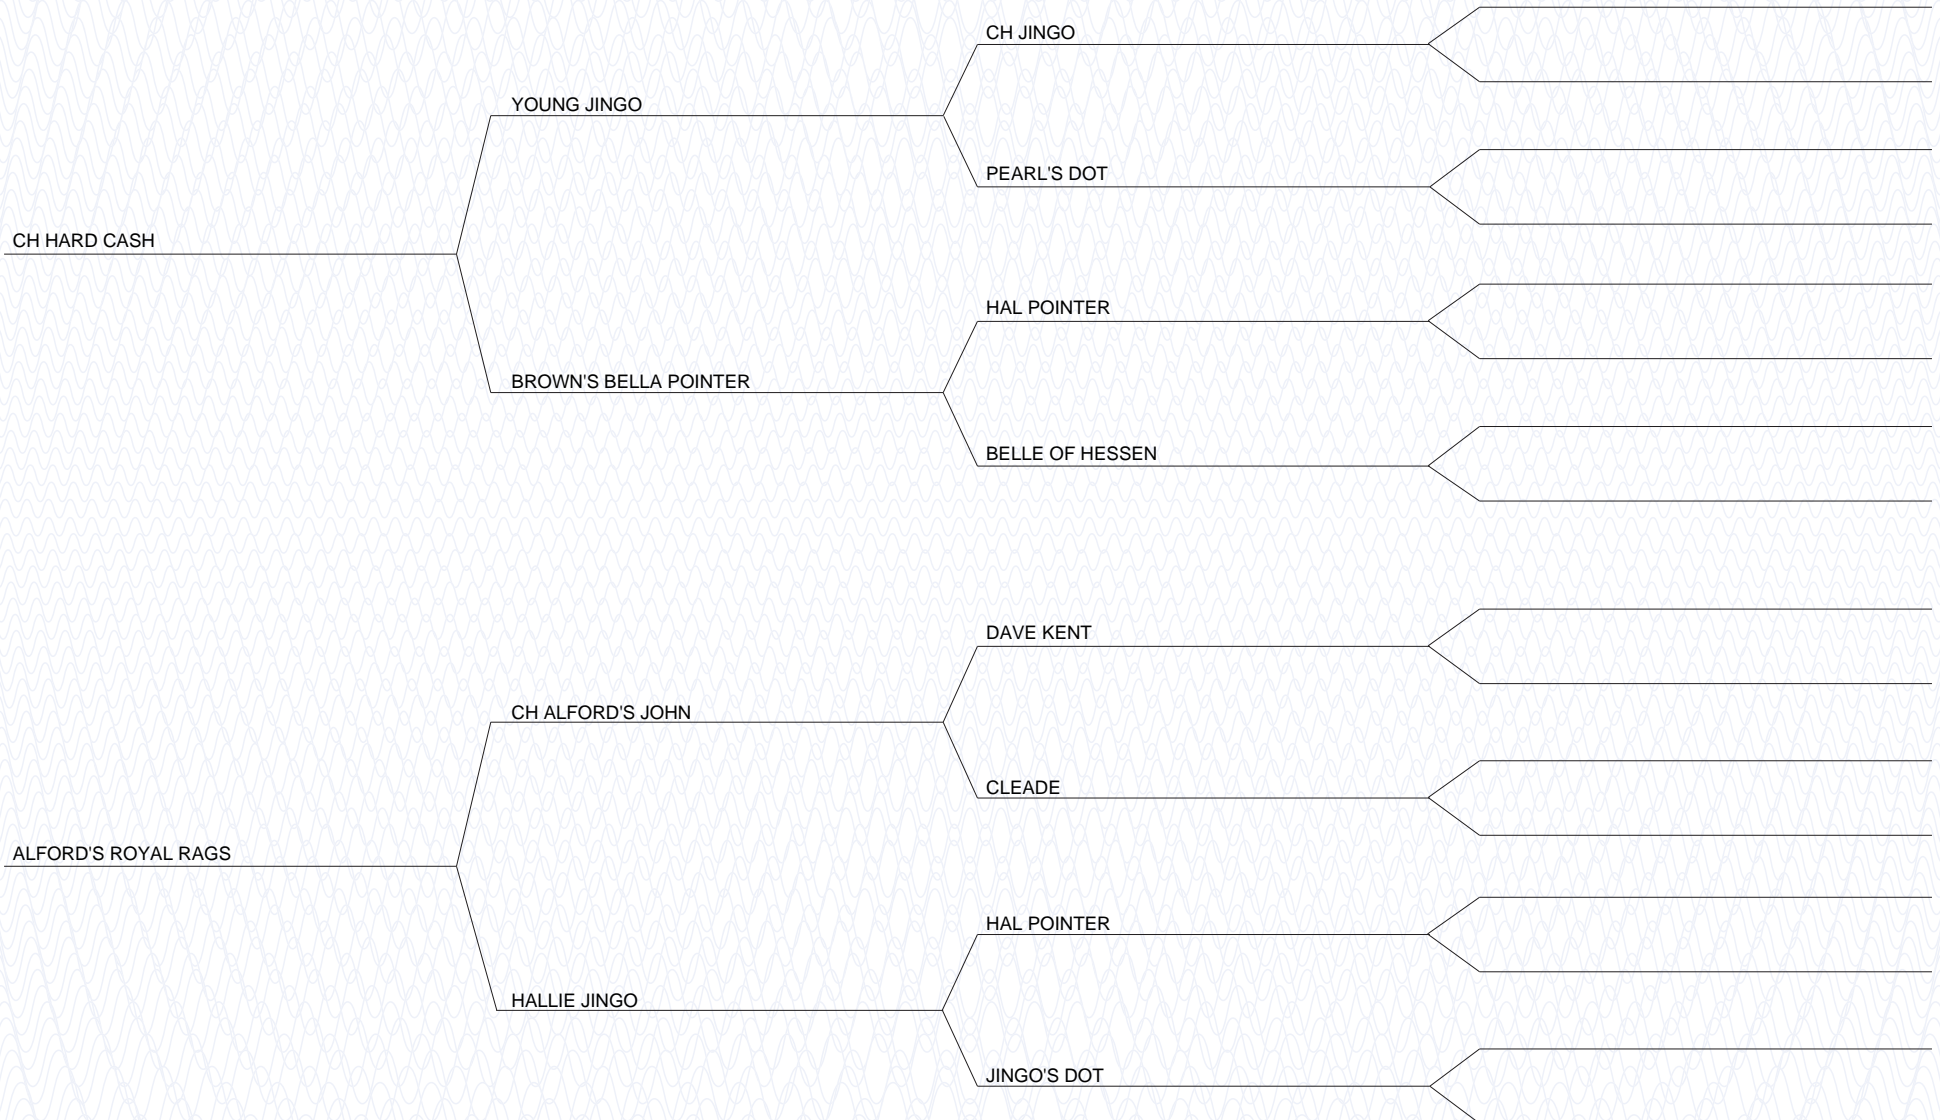 CH JINGO
YOUNG JINGO
PEARL'S DOT
CH HARD CASH
HAL POINTER
BROWN'S BELLA POINTER
BELLE OF HESSEN
DAVE KENT
CH ALFORD'S JOHN
CLEADE
ALFORD'S ROYAL RAGS
HAL POINTER
HALLIE JINGO
JINGO'S DOT